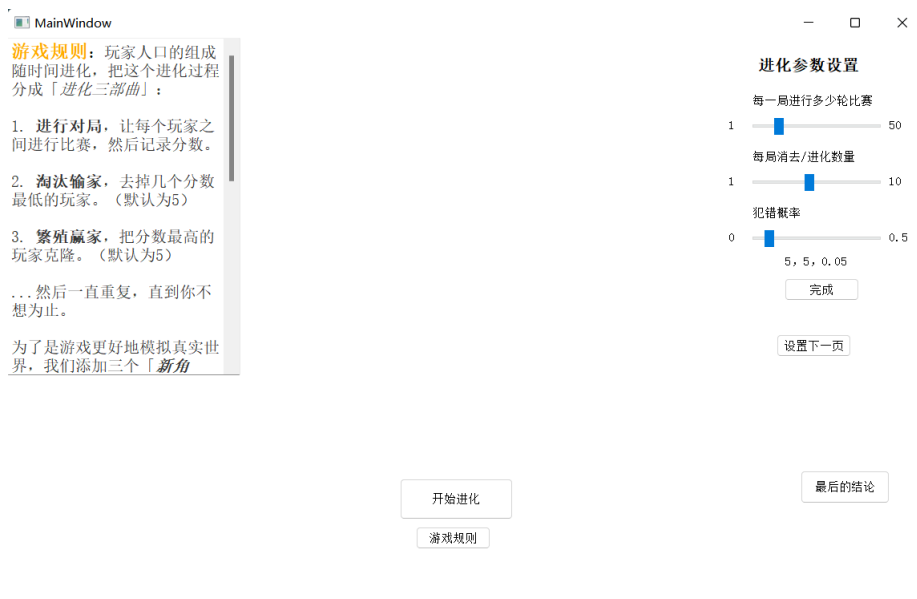 MainWindow
游戏规则：玩家人口的组成
随时间进化，把这个进化过程
分成「进化三部曲」：
1. 进行对局，让每个玩家之
间进行比赛，然后记录分数。
2. 淘汰输家，去掉几个分数
最低的玩家。（默认为5）
3. 繁殖赢家，把分数最高的
玩家克隆。（默认为5）
...然后一直重复，直到你不
想为止。
为了是游戏更好地模拟真实世
界，我们添加三个「新角
进化参数设置
每一局进行多少轮比赛
1 50
每局消去/进化数量
1 10
犯错概率
0 0.5
5, 5, 0.05
完成
设置下一页
最后的结论
开始进化
游戏规则